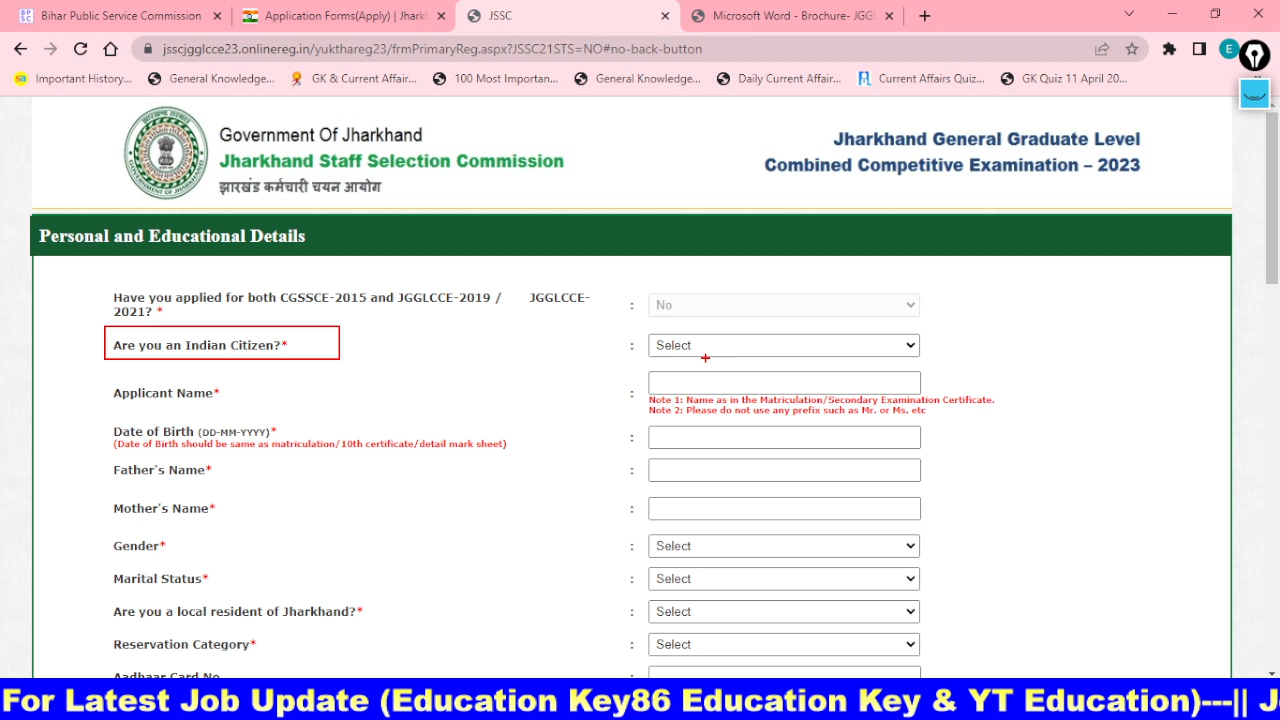 Bihar Public Service Commission
Application Forms(Apply) | Jhark
JSSC
Microsoft Word - Brochure- JGGL
jsscjgglcce23.onlinereg.in/yukthareg23/frmPrimaryReg.aspx?JSSC21STS=NO#no-back-button
E
Important History...
General Knowledge...
GK & Current Affair...
100 Most Importan...
General Knowledge...
Daily Current Affair...
Current Affairs Quiz...
GK Quiz 11 April 20...
Government Of Jharkhand
Jharkhand Staff Selection Commission
झारखंड कर्मचारी चयन आयोग
Jharkhand General Graduate Level
Combined Competitive Examination – 2023
Personal and Educational Details
Have you applied for both CGSSCE-2015 and JGGLCCE-2019 / JGGLCCE-
2021? * : No
Are you an Indian Citizen?* : Select
Applicant Name* :
Note 1: Name as in the Matriculation/Secondary Examination Certificate.
Note 2: Please do not use any prefix such as Mr. or Ms. etc
Date of Birth (DD-MM-YYYY)* :
(Date of Birth should be same as matriculation/10th certificate/detail mark sheet)
Father's Name* :
Mother's Name* :
Gender* : Select
Marital Status* : Select
Are you a local resident of Jharkhand?* : Select
Reservation Category* : Select
Aadhaar Card No
For Latest Job Update (Education Key86 Education Key & YT Education)---|| J